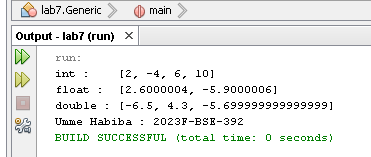 lab7.Generic main
Output - lab7 (run)
run:
int : [2, -4, 6, 10]
float : [2.6000004, -5.9000006]
double : [-6.5, 4.3, -5.699999999999999]
Umme Habiba : 2023F-BSE-392
BUILD SUCCESSFUL (total time: 0 seconds)